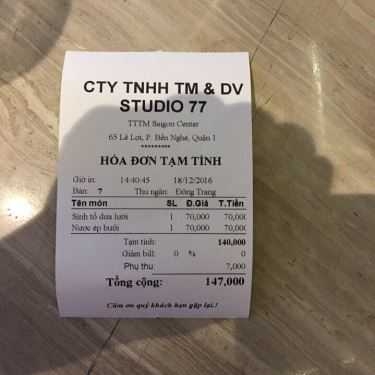 CTY TNHH TM & DV
STUDIO 77
TTTM Saigon Center
65 Lê Lợi, P. Bến Nghé, Quận 1
*********
HÓA ĐƠN TẠM TÍNH
Giờ in: 14:40:45 18/12/2016
Bàn: 7 Thu ngân: Đông Trang
Tên món SL Đ.Giá T.Tiền
Sinh tố dưa lưới 1 70,000 70,000
Nước ép bưởi 1 70,000 70,000
Tạm tính: 140,000
Giảm bill: 0 % 0
Phụ thu 7,000
Tổng cộng: 147,000
Cảm ơn quý khách hẹn gặp lại.!